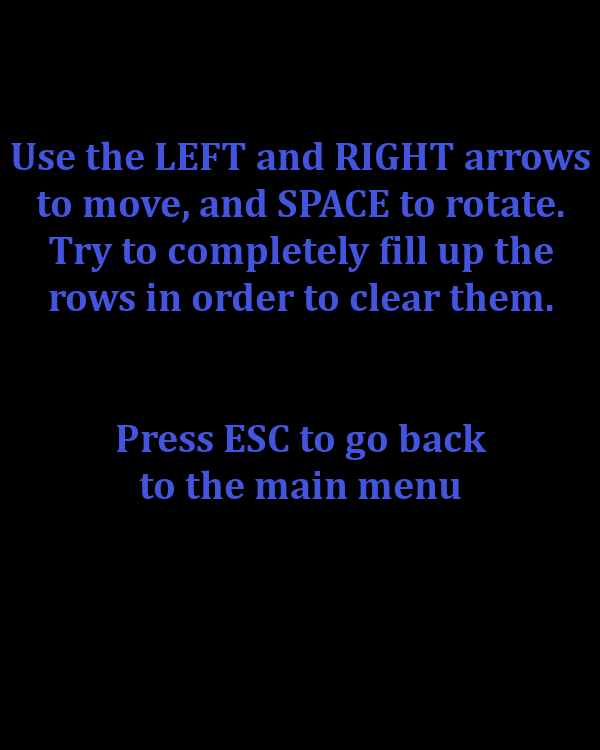 Use the LEFT and RIGHT arrows
to move, and SPACE to rotate.
Try to completely fill up the
rows in order to clear them.
Press ESC to go back
to the main menu